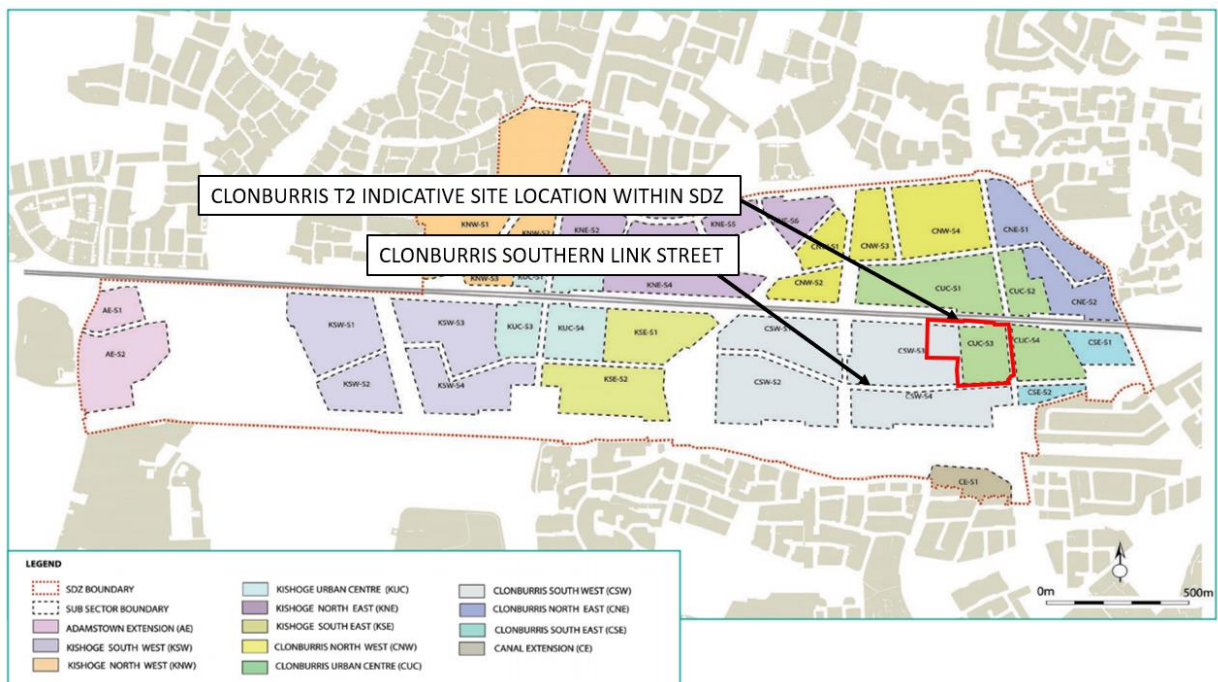 CLONBURRIS T2 INDICATIVE SITE LOCATION WITHIN SDZ
CLONBURRIS SOUTHERN LINK STREET
KNW-S1
KNE-S2
KNE-S5
CNW-S3
CNW-S4
CNE-S1
KNW-S3
KNE-S4
CNW-S2
CUC-S1
CUC-S2
CNE-S2
AE-S1
AE-S2
KSW-S1
KSW-S3
KUC-S3
KUC-S4
KSE-S1
CSW-S3
CUC-S3
CUC-S4
CSE-S1
KSW-S2
KSW-S4
KSE-S2
CSW-S2
CSW-S4
CSE-S2
CE-S1
0m
500m
LEGEND
SDZ BOUNDARY
SUB SECTOR BOUNDARY
ADAMSTOWN EXTENSION (AE)
KISHOGE SOUTH WEST (KSW)
KISHOGE NORTH WEST (KNW)
KISHOGE URBAN CENTRE (KUC)
KISHOGE NORTH EAST (KNE)
KISHOGE SOUTH EAST (KSE)
CLONBURRIS NORTH WEST (CNW)
CLONBURRIS URBAN CENTRE (CUC)
CLONBURRIS SOUTH WEST (CSW)
CLONBURRIS NORTH EAST (CNE)
CLONBURRIS SOUTH EAST (CSE)
CANAL EXTENSION (CE)